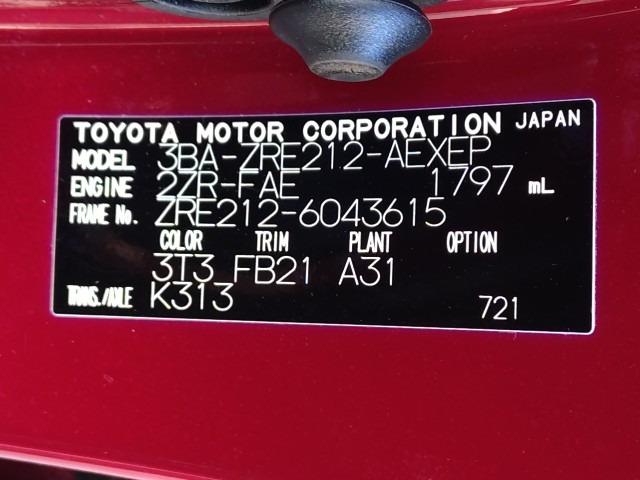 TOYOTA MOTOR CORPORATION JAPAN
MODEL 3BA-ZRE212-AEXEP
ENGINE 2ZR-FAE 1797 mL
FRAME No. ZRE212-6043615
COLOR TRIM PLANT OPTION
3T3 FB21 A31
TRANS./AXLE K313 721